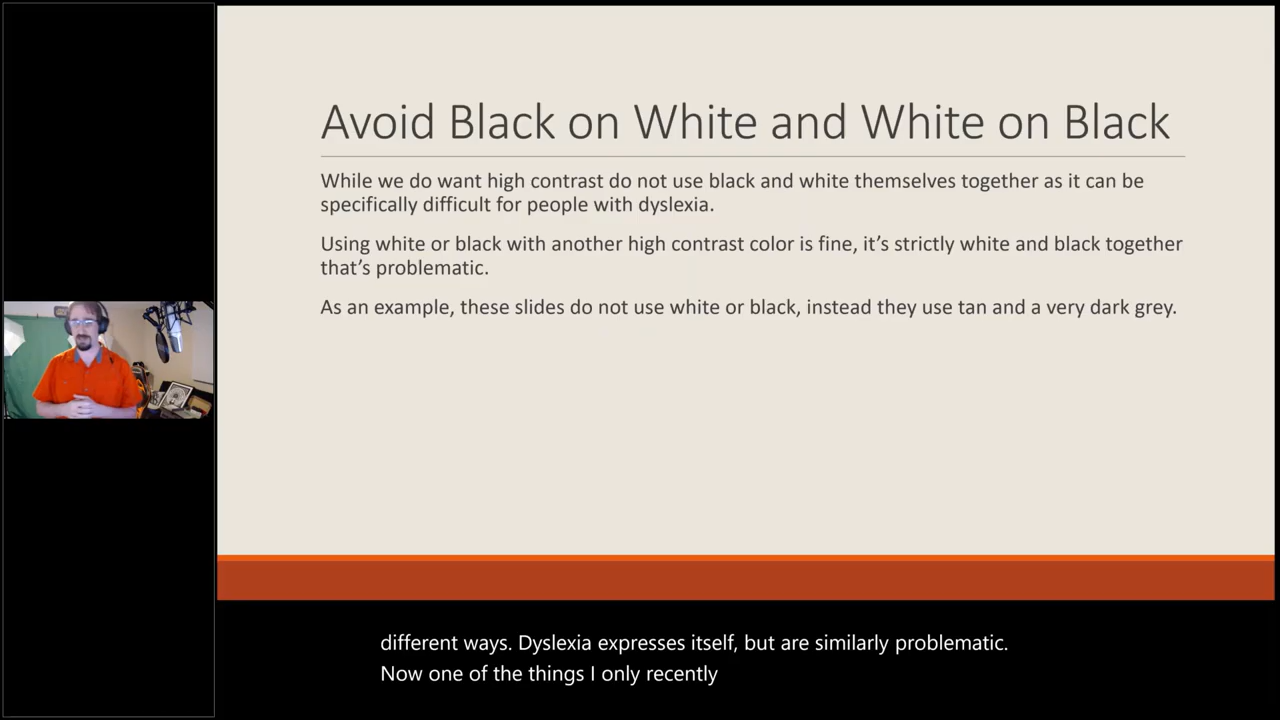 Avoid Black on White and White on Black
While we do want high contrast do not use black and white themselves together as it can be
specifically difficult for people with dyslexia.
Using white or black with another high contrast color is fine, it’s strictly white and black together
that’s problematic.
As an example, these slides do not use white or black, instead they use tan and a very dark grey.
different ways. Dyslexia expresses itself, but are similarly problematic.
Now one of the things I only recently